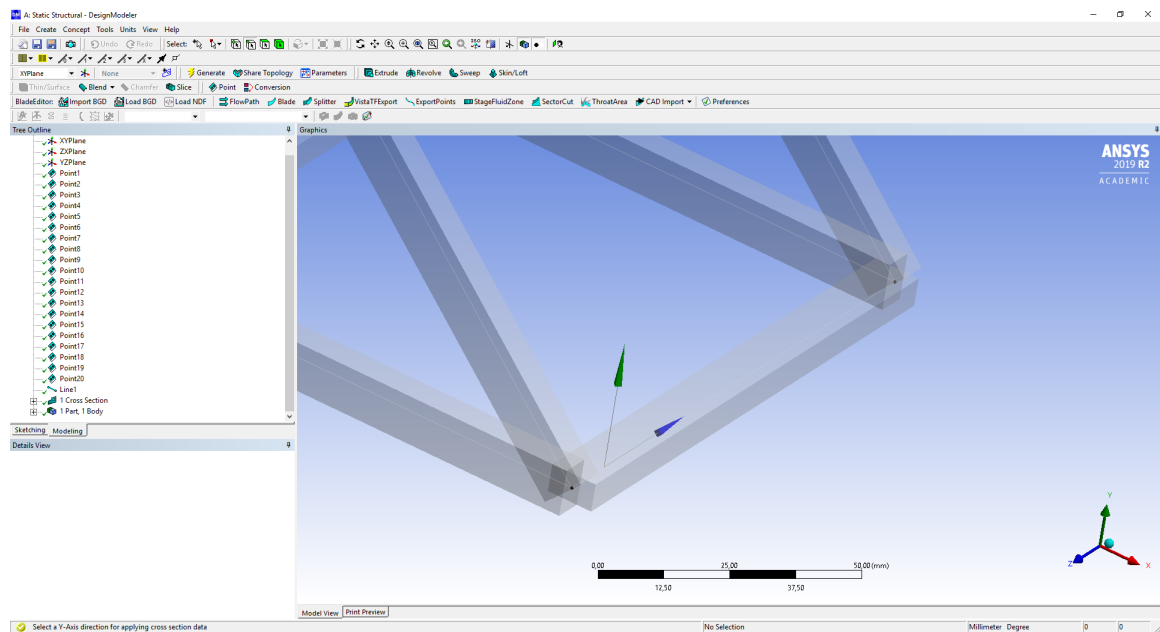 A: Static Structural - DesignModeler
File Create Concept Tools Units View Help
Undo Redo Select:
XYPlane None Generate Share Topology Parameters Extrude Revolve Sweep Skin/Loft
Thin/Surface Blend Chamfer Slice Point Conversion
BladeEditor: Import BGD Load BGD Load NDF FlowPath Blade Splitter VistaTFExport ExportPoints StageFluidZone SectorCut ThroatArea CAD Import Preferences
Tree Outline
Graphics
XYPlane
ZXPlane
YZPlane
Point1
Point2
Point3
Point4
Point5
Point6
Point7
Point8
Point9
Point10
Point11
Point12
Point13
Point14
Point15
Point16
Point17
Point18
Point19
Point20
Line1
1 Cross Section
1 Part, 1 Body
Sketching Modeling
Details View
ANSYS
2019 R2
ACADEMIC
Y
Z
X
0,00 25,00 50,00 (mm)
12,50 37,50
Model View Print Preview
Select a Y-Axis direction for applying cross section data No Selection Millimeter Degree 0 0